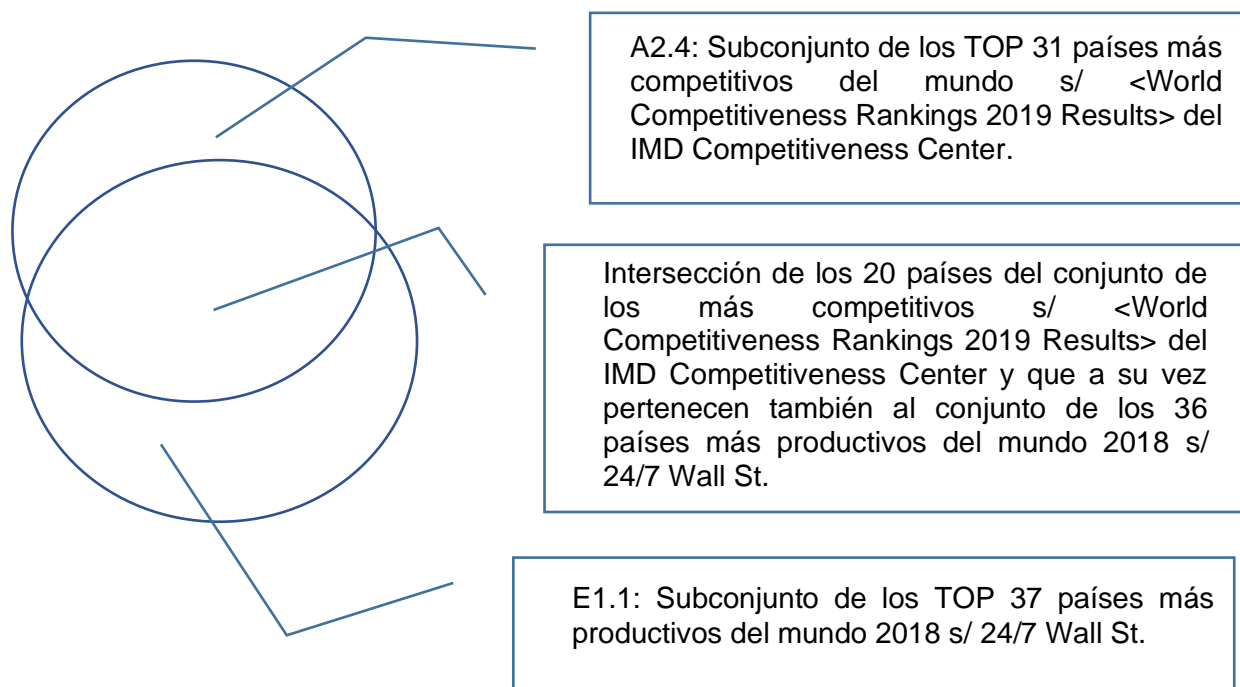 A2.4: Subconjunto de los TOP 31 países más
competitivos del mundo s/ <World
Competitiveness Rankings 2019 Results> del
IMD Competitiveness Center.
Intersección de los 20 países del conjunto de
los más competitivos s/ <World
Competitiveness Rankings 2019 Results> del
IMD Competitiveness Center y que a su vez
pertenecen también al conjunto de los 36
países más productivos del mundo 2018 s/
24/7 Wall St.
E1.1: Subconjunto de los TOP 37 países más
productivos del mundo 2018 s/ 24/7 Wall St.